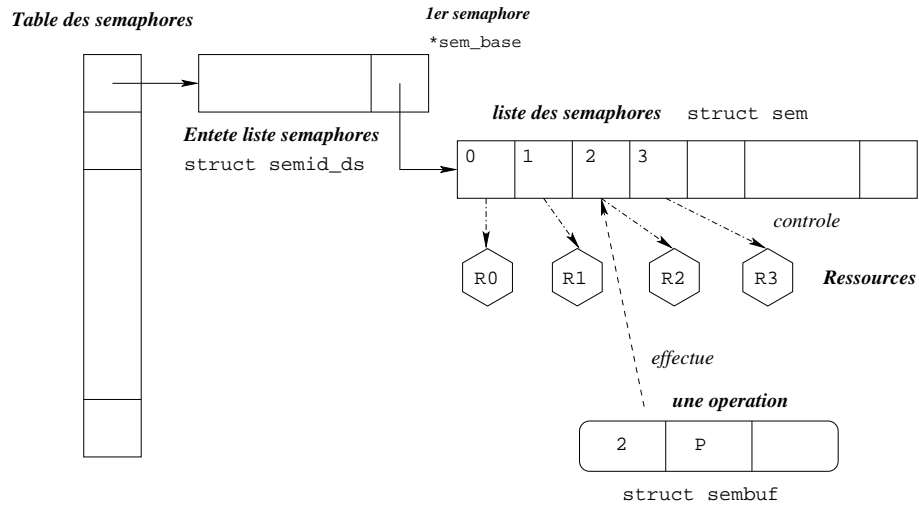 Table des semaphores
1er semaphore
*sem_base
Entete liste semaphores
struct semid_ds
liste des semaphores struct sem
0 1 2 3
controle
R0 R1 R2 R3 Ressources
effectue
une operation
2 P
struct sembuf